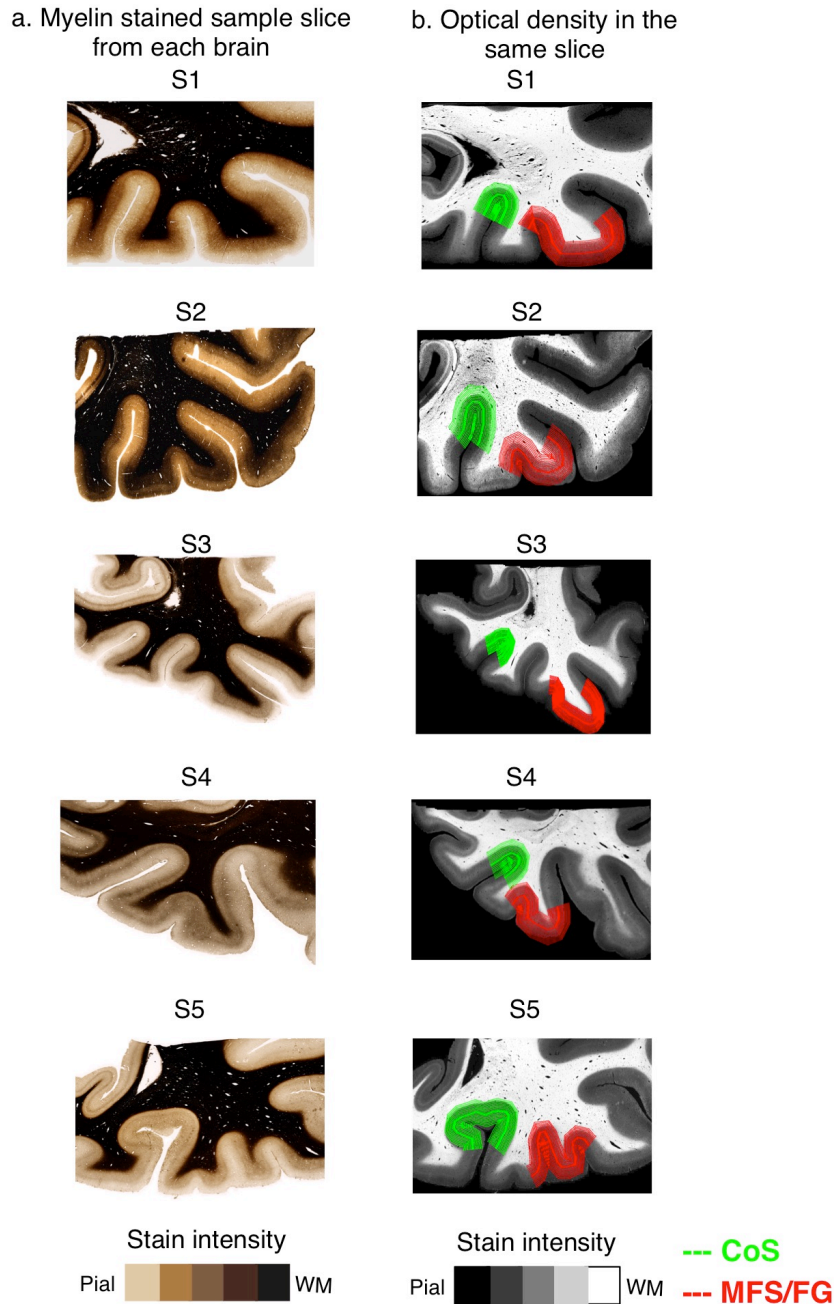 a. Myelin stained sample slice
from each brain
b. Optical density in the
same slice
S1
S1
S2
S2
S3
S3
S4
S4
S5
S5
Stain intensity
Pial
WM
Stain intensity
Pial
WM
--- CoS
--- MFS/FG